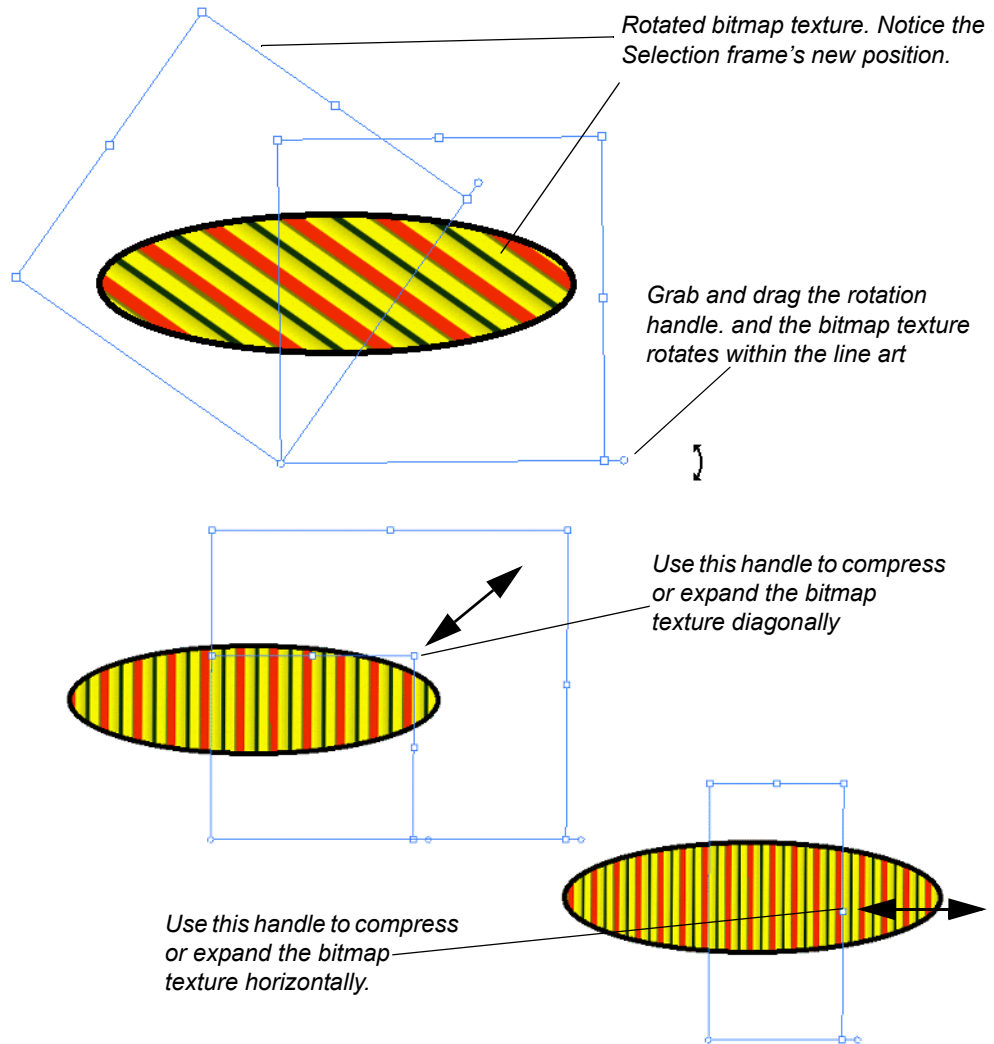 Rotated bitmap texture. Notice the
Selection frame's new position.
Grab and drag the rotation
handle. and the bitmap texture
rotates within the line art
Use this handle to compress
or expand the bitmap
texture diagonally
Use this handle to compress
or expand the bitmap
texture horizontally.